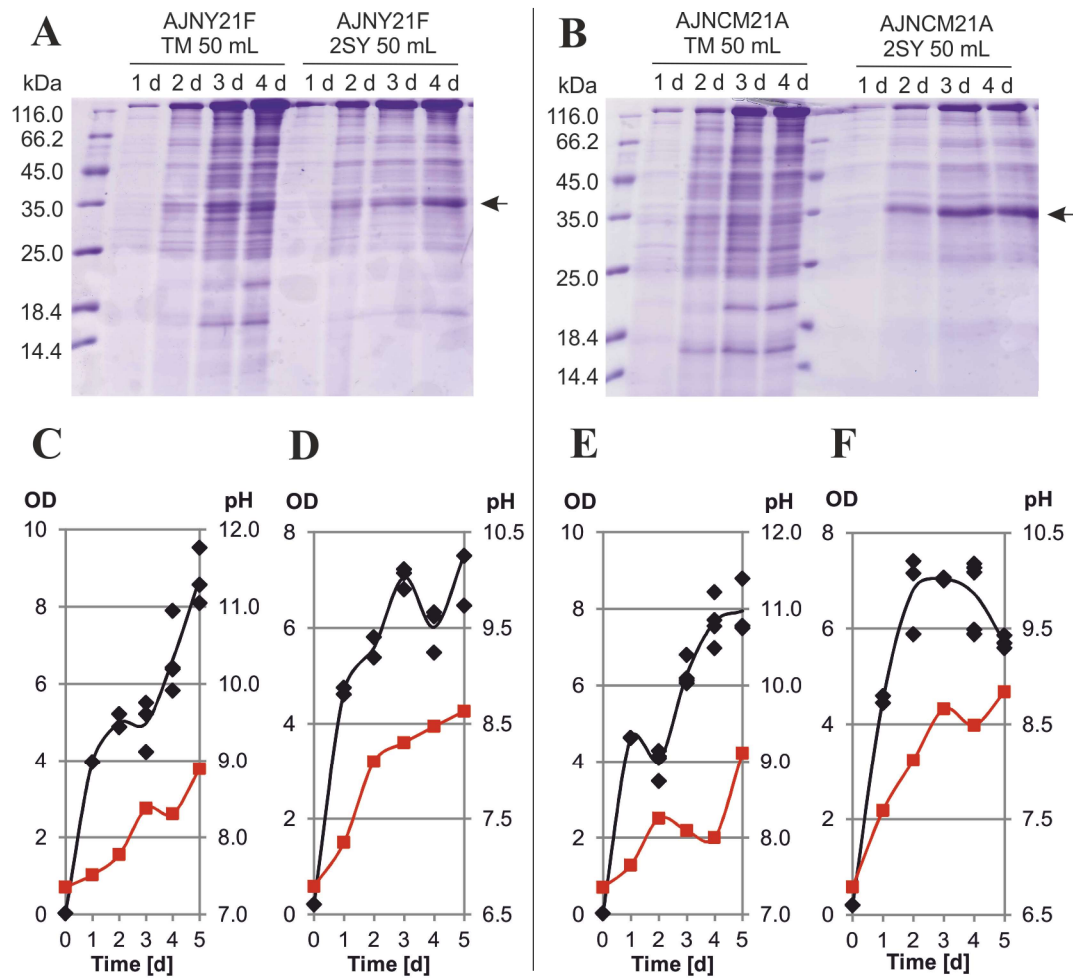 A
AJNY21F
TM 50 mL
AJNY21F
2SY 50 mL
kDa
1 d 2 d 3 d 4 d
1 d 2 d 3 d 4 d
116.0
66.2
45.0
35.0
25.0
18.4
14.4
B
AJNCM21A
TM 50 mL
AJNCM21A
2SY 50 mL
kDa
1 d 2 d 3 d 4 d
1 d 2 d 3 d 4 d
116.0
66.2
45.0
35.0
25.0
18.4
14.4
C
OD
pH
10
8
6
4
2
0
12.0
11.0
10.0
9.0
8.0
7.0
0 1 2 3 4 5
Time [d]
D
OD
pH
8
6
4
2
0
10.5
9.5
8.5
7.5
6.5
0 1 2 3 4 5
Time [d]
E
OD
pH
10
8
6
4
2
0
12.0
11.0
10.0
9.0
8.0
7.0
0 1 2 3 4 5
Time [d]
F
OD
pH
8
6
4
2
0
10.5
9.5
8.5
7.5
6.5
0 1 2 3 4 5
Time [d]